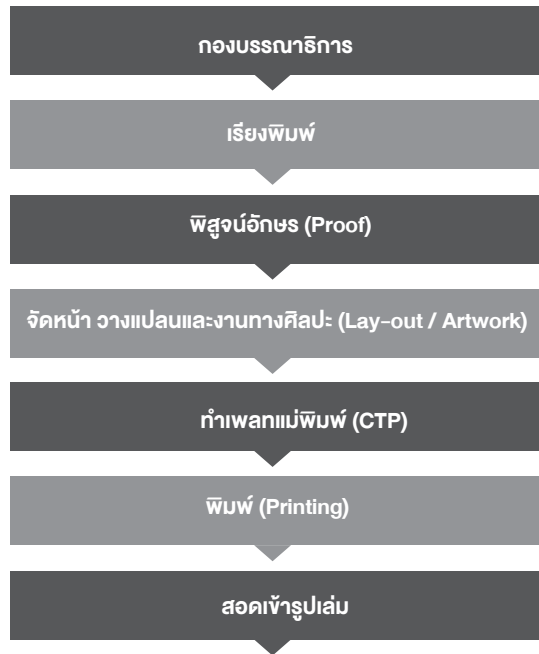 กองบรรณาธิการ
เรียงพิมพ์
พิสูจน์อักษร (Proof)
จัดหน้า วางแปลนและงานทางศิลปะ (Lay-out / Artwork)
ทำเพลทแม่พิมพ์ (CTP)
พิมพ์ (Printing)
สอดเข้ารูปเล่ม